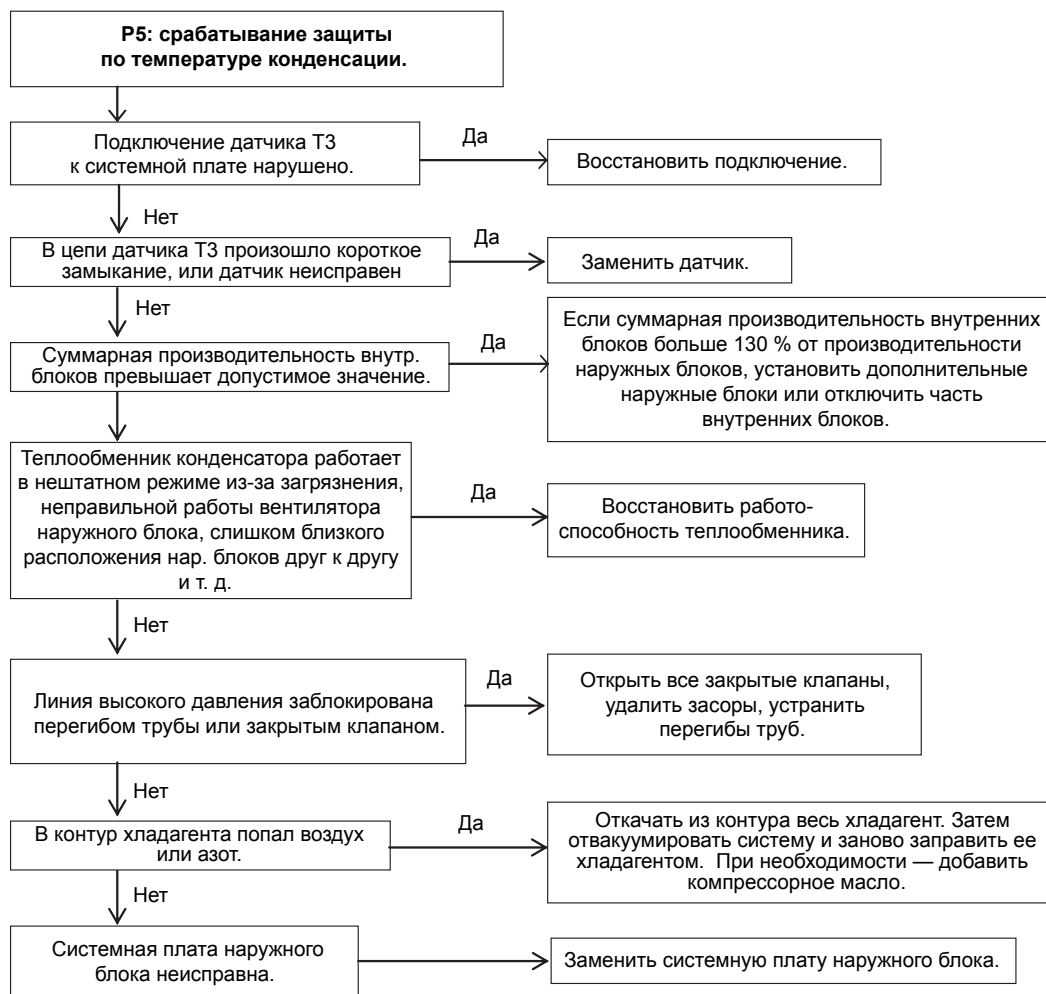 P5: срабатывание защиты
по температуре конденсации.
Подключение датчика Т3
к системной плате нарушено.
Да
Восстановить подключение.
Нет
В цепи датчика Т3 произошло короткое
замыкание, или датчик неисправен
Да
Заменить датчик.
Нет
Суммарная производительность внутр.
блоков превышает допустимое значение.
Да
Если суммарная производительность внутренних
блоков больше 130 % от производительности
наружных блоков, установить дополнительные
наружные блоки или отключить часть
внутренних блоков.
Теплообменник конденсатора работает
в нештатном режиме из-за загрязнения,
неправильной работы вентилятора
наружного блока, слишком близкого
расположения нар. блоков друг к другу
и т. д.
Да
Восстановить работо-
способность теплообменника.
Нет
Линия высокого давления заблокирована
перегибом трубы или закрытым клапаном.
Да
Открыть все закрытые клапаны,
удалить засоры, устранить
перегибы труб.
Нет
В контур хладагента попал воздух
или азот.
Да
Откачать из контура весь хладагент. Затем
отвакуумировать систему и заново заправить ее
хладагентом. При необходимости — добавить
компрессорное масло.
Нет
Системная плата наружного
блока неисправна.
Заменить системную плату наружного блока.